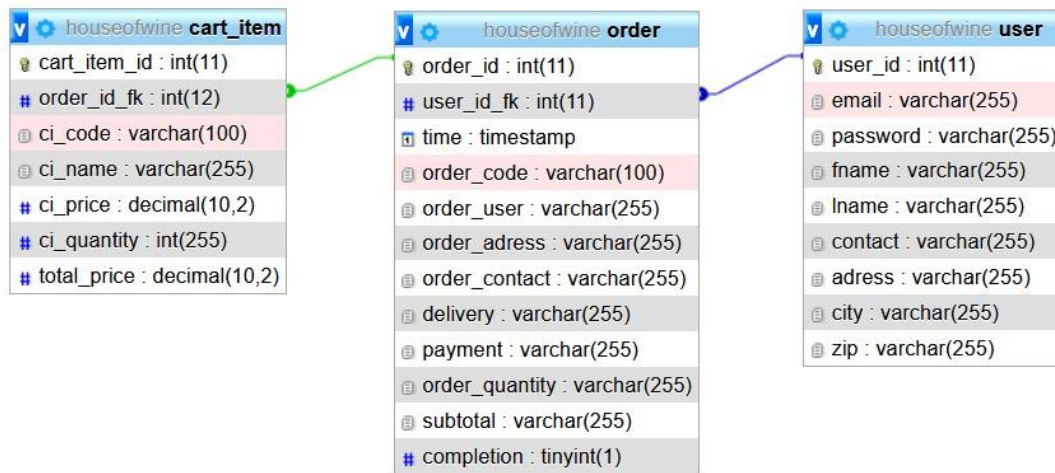 houseofwine cart_item
cart_item_id : int(11)
order_id_fk : int(12)
ci_code : varchar(100)
ci_name : varchar(255)
ci_price : decimal(10,2)
ci_quantity : int(255)
total_price : decimal(10,2)
houseofwine order
order_id : int(11)
user_id_fk : int(11)
time : timestamp
order_code : varchar(100)
order_user : varchar(255)
order_adress : varchar(255)
order_contact : varchar(255)
delivery : varchar(255)
payment : varchar(255)
order_quantity : varchar(255)
subtotal : varchar(255)
completion : tinyint(1)
houseofwine user
user_id : int(11)
email : varchar(255)
password : varchar(255)
fname : varchar(255)
lname : varchar(255)
contact : varchar(255)
adress : varchar(255)
city : varchar(255)
zip : varchar(255)